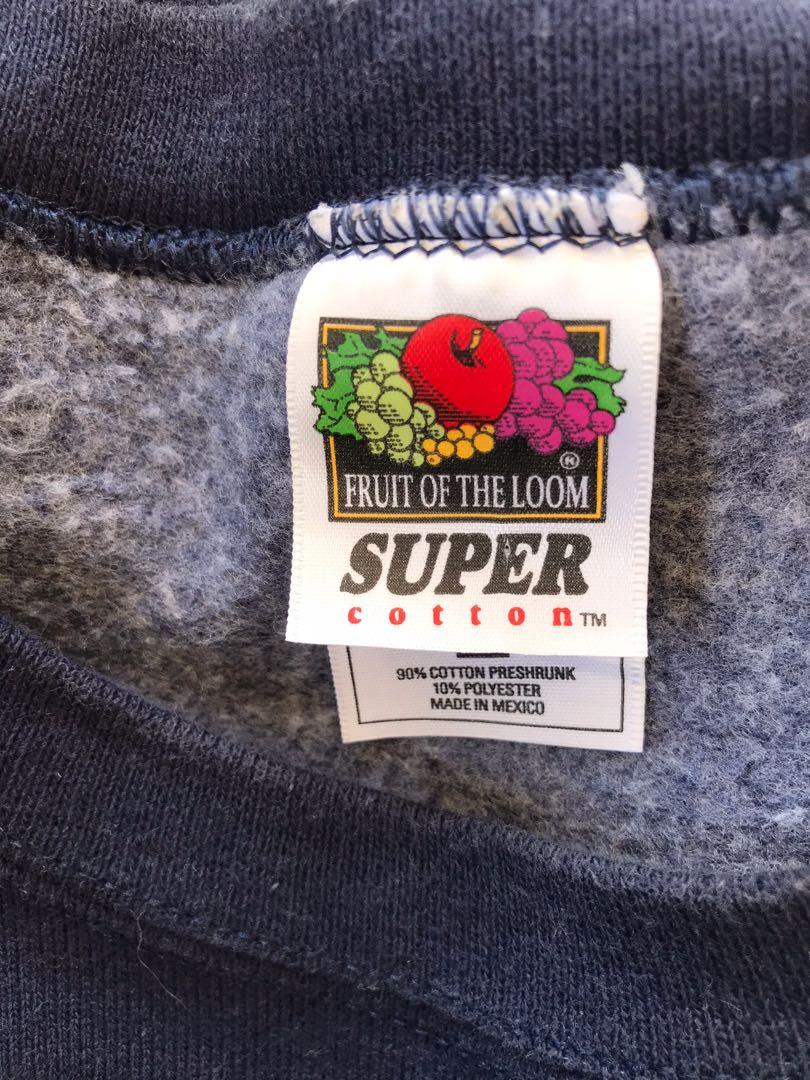 ®
FRUIT OF THE LOOM
SUPER
cotton™
90% COTTON PRESHRUNK
10% POLYESTER
MADE IN MEXICO